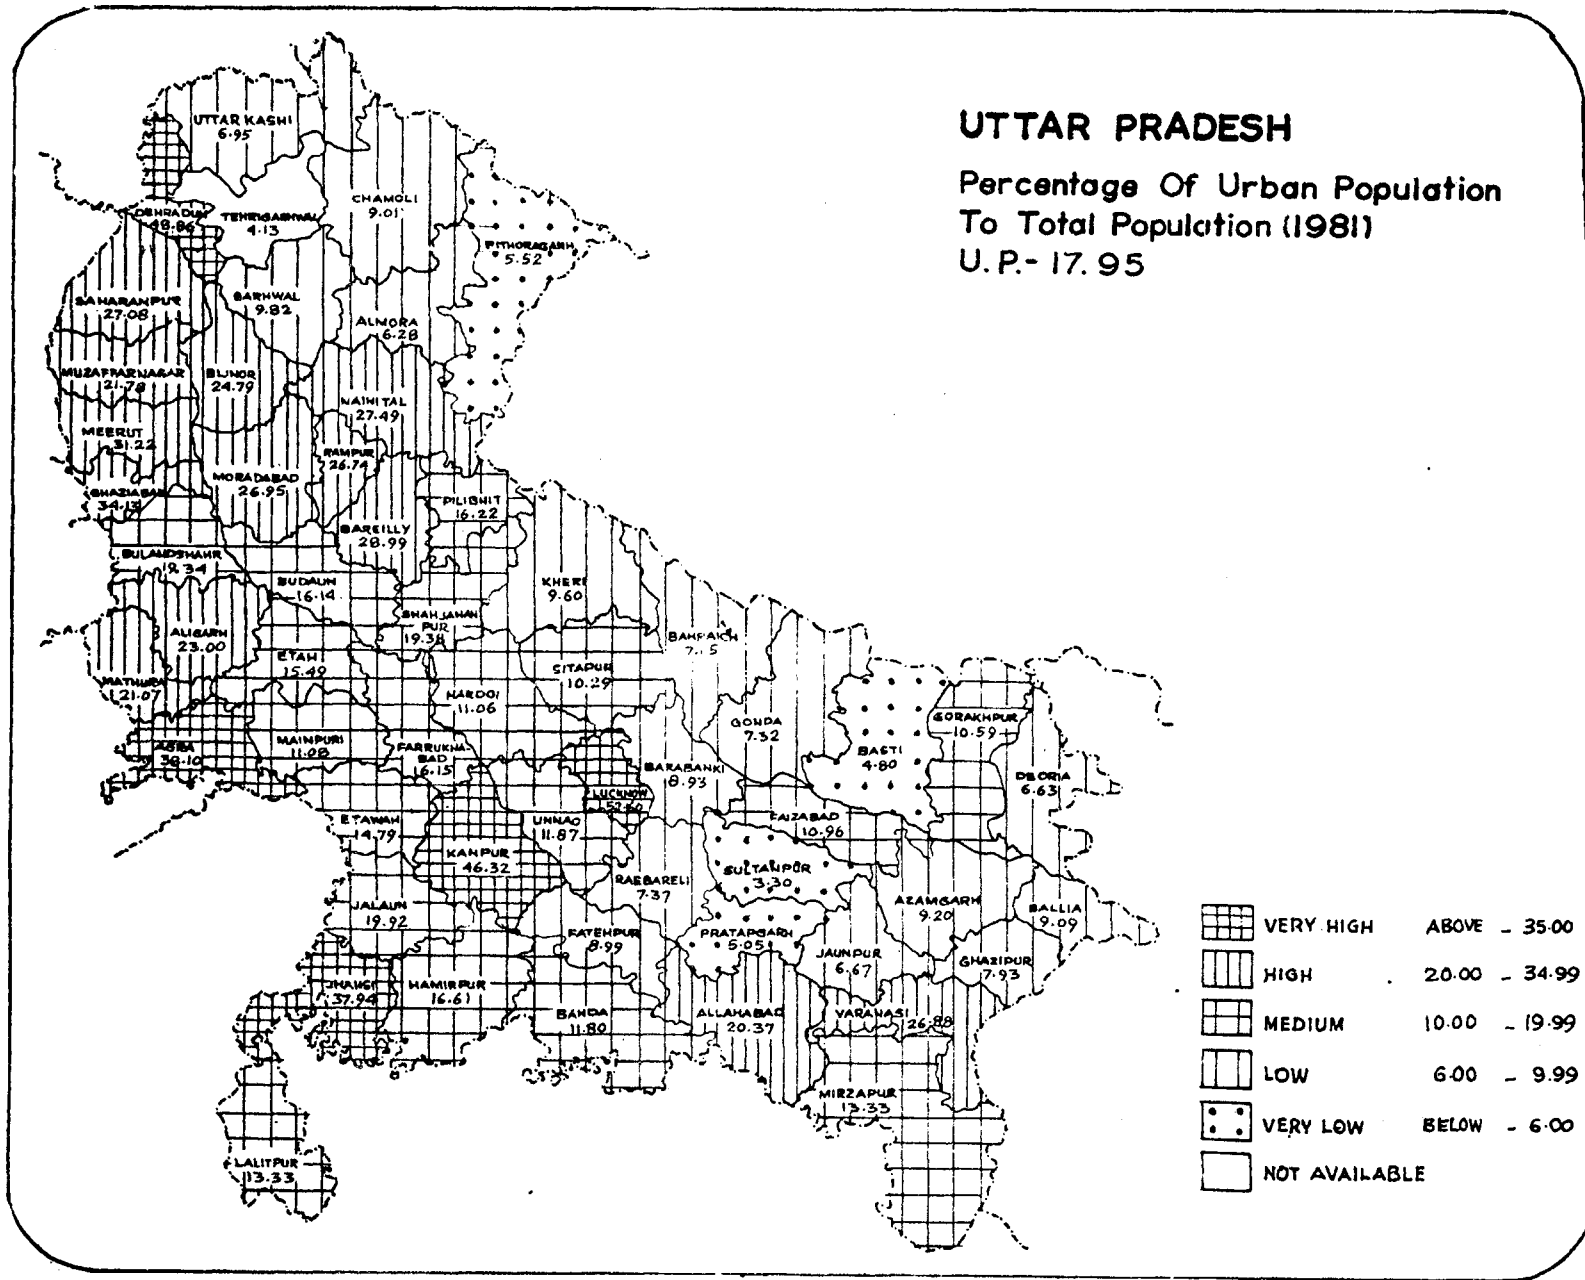 UTTAR PRADESH
Percentage Of Urban Population
To Total Population (1981)
U.P.- 17.95
UTTAR KASHI
6.95
DEHRADUN
48.86
TEHRIGARHWAL
4.13
CHAMOLI
9.01
PITHORAGARH
5.52
SAHARANPUR
27.08
GARHWAL
9.82
ALMORA
6.28
MUZAFFARNAGAR
21.78
BIJNOR
24.79
NAINITAL
27.49
MEERUT
31.22
RAMPUR
26.74
MORADABAD
26.95
GHAZIABAD
34.13
PILIBHIT
16.22
BAREILLY
28.99
BULANDSHAHR
19.34
BUDAUN
16.14
KHERI
9.60
SHAHJAHAN
PUR
19.38
ALIGARH
23.00
ETAH
15.49
BAHRAICH
SITAPUR
10.29
MATHURA
21.07
HARDOI
11.06
GONDA
7.32
GORAKHPUR
10.59
AGRA
38.10
MAINPURI
11.08
FARRUKHA-
BAD
16.15
BASTI
4.80
BARABANKI
8.93
DEORIA
6.63
LUCKNOW
ETAWAH
14.79
UNNAO
11.87
FAIZABAD
10.96
KANPUR
46.32
SULTANPUR
3.30
RAEBARELI
7.37
JALAUN
19.92
AZAMGARH
9.20
BALLIA
9.09
FATEHPUR
8.99
PRATAPGARH
5.05
JAUNPUR
6.67
GHAZIPUR
7.93
JHANSI
37.94
HAMIRPUR
16.61
BANDA
11.80
ALLAHABAD
20.37
VARANASI 26.88
MIRZAPUR
13.33
LALITPUR
13.33
VERY HIGH ABOVE - 35.00
HIGH 20.00 - 34.99
MEDIUM 10.00 - 19.99
LOW 6.00 - 9.99
VERY LOW BELOW - 6.00
NOT AVAILABLE